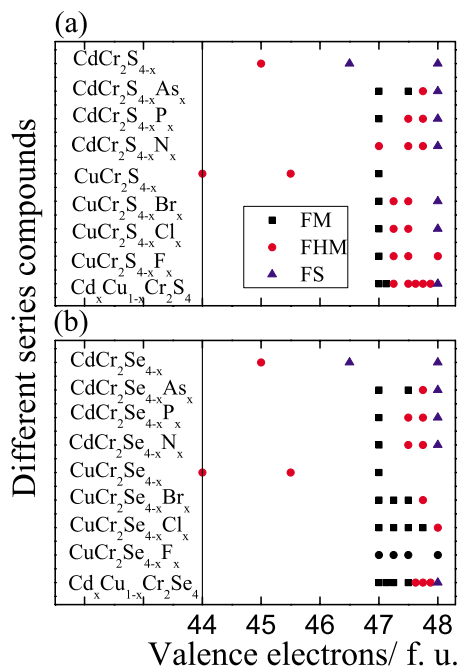 (a)
CdCr₂S₄₋ₓ
CdCr₂S₄₋ₓAsₓ
CdCr₂S₄₋ₓPₓ
CdCr₂S₄₋ₓNₓ
CuCr₂S₄₋ₓ
CuCr₂S₄₋ₓBrₓ
CuCr₂S₄₋ₓClₓ
CuCr₂S₄₋ₓFₓ
CdₓCu₁₋ₓCr₂S₄
FM
FHM
FS
(b)
CdCr₂Se₄₋ₓ
CdCr₂Se₄₋ₓAsₓ
CdCr₂Se₄₋ₓPₓ
CdCr₂Se₄₋ₓNₓ
CuCr₂Se₄₋ₓ
CuCr₂Se₄₋ₓBrₓ
CuCr₂Se₄₋ₓClₓ
CuCr₂Se₄₋ₓFₓ
CdₓCu₁₋ₓCr₂Se₄
44 45 46 47 48
Valence electrons/ f. u.
Different series compounds